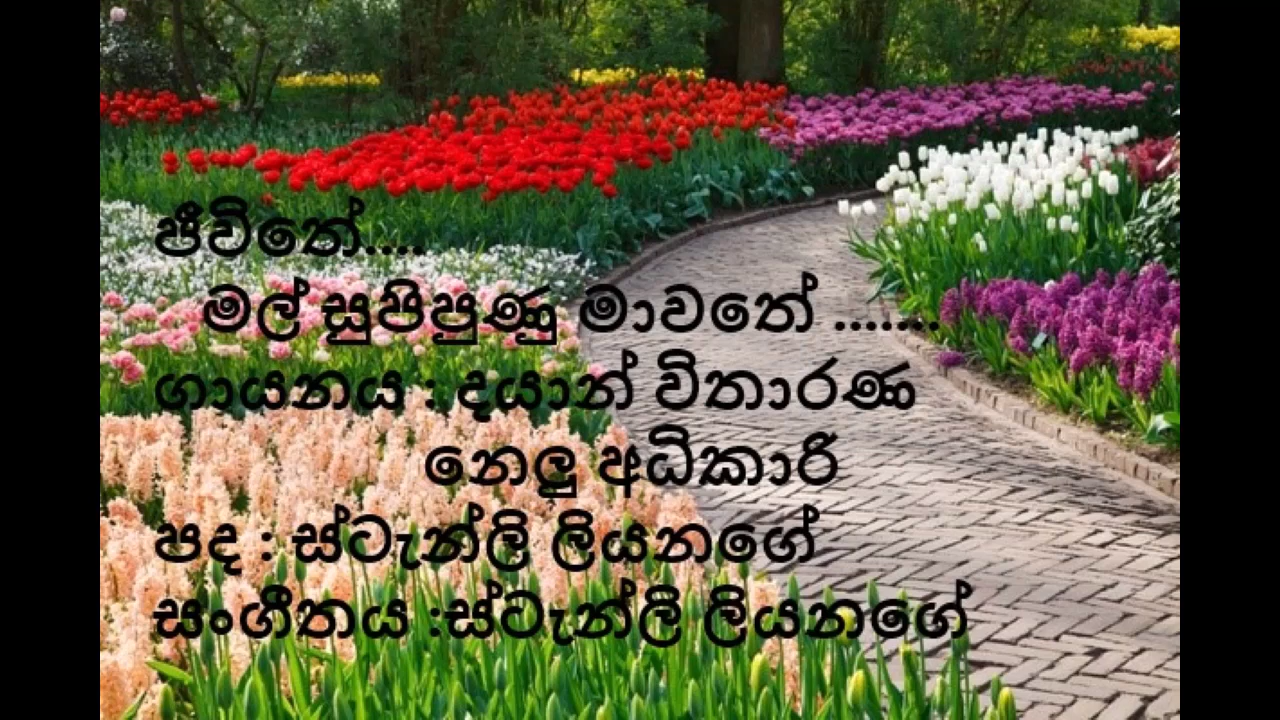 ජීවිතේ....
මල් සුපිපුණු මාවතේ .......
ගායනය : දයාන් විතාරණ
නෙලු අධිකාරි
පද : ස්ටැන්ලි ලියනගේ
සංගීතය :ස්ටැන්ලි ලියනගේ